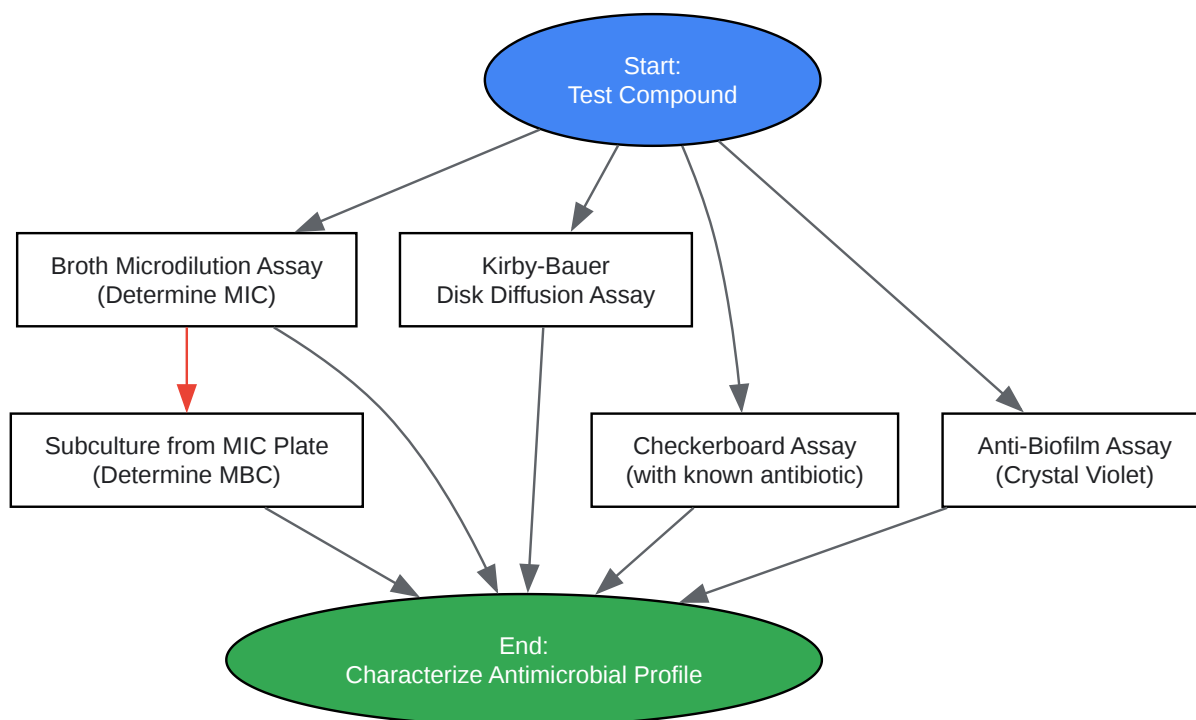 Start:
Test Compound
Broth Microdilution Assay
(Determine MIC)
Kirby-Bauer
Disk Diffusion Assay
Subculture from MIC Plate
(Determine MBC)
Checkerboard Assay
(with known antibiotic)
Anti-Biofilm Assay
(Crystal Violet)
End:
Characterize Antimicrobial Profile